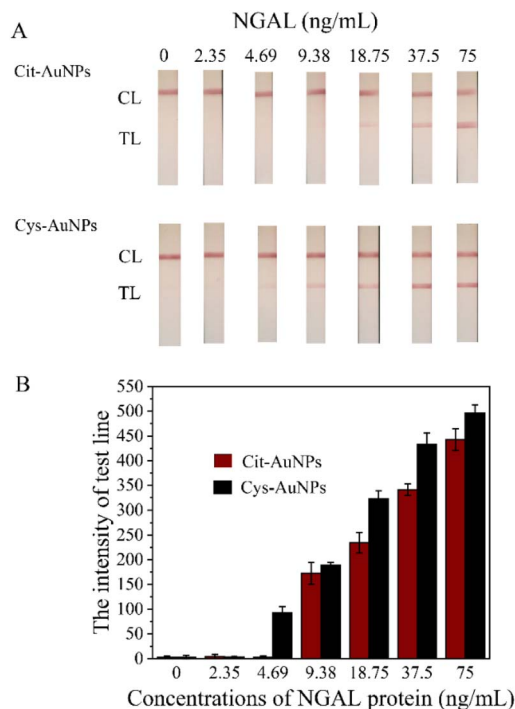 A
NGAL (ng/mL)
0 2.35 4.69 9.38 18.75 37.5 75
Cit-AuNPs
CL
TL
Cys-AuNPs
CL
TL
B
550
500
450
400
350
300
250
200
150
100
50
0
The intensity of test line
Cit-AuNPs
Cys-AuNPs
0 2.35 4.69 9.38 18.75 37.5 75
Concentrations of NGAL protein (ng/mL)